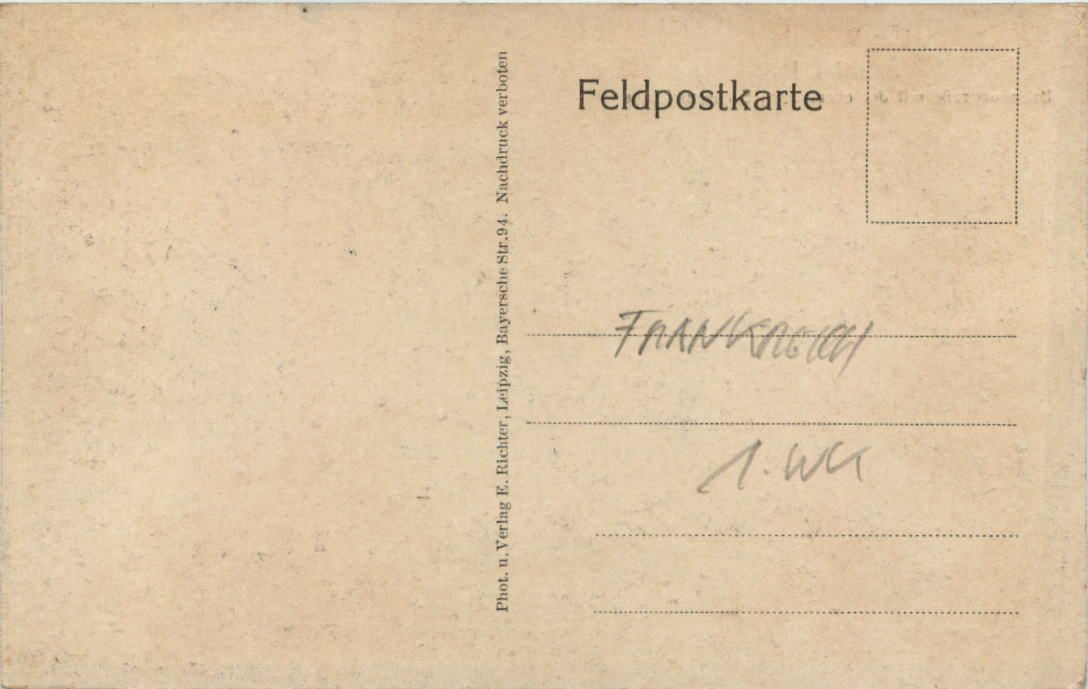 Phot. u. Verlag E. Richter, Leipzig, Bayersche Str. 94. Nachdruck verboten
Feldpostkarte
FRANKREICH
1. WK